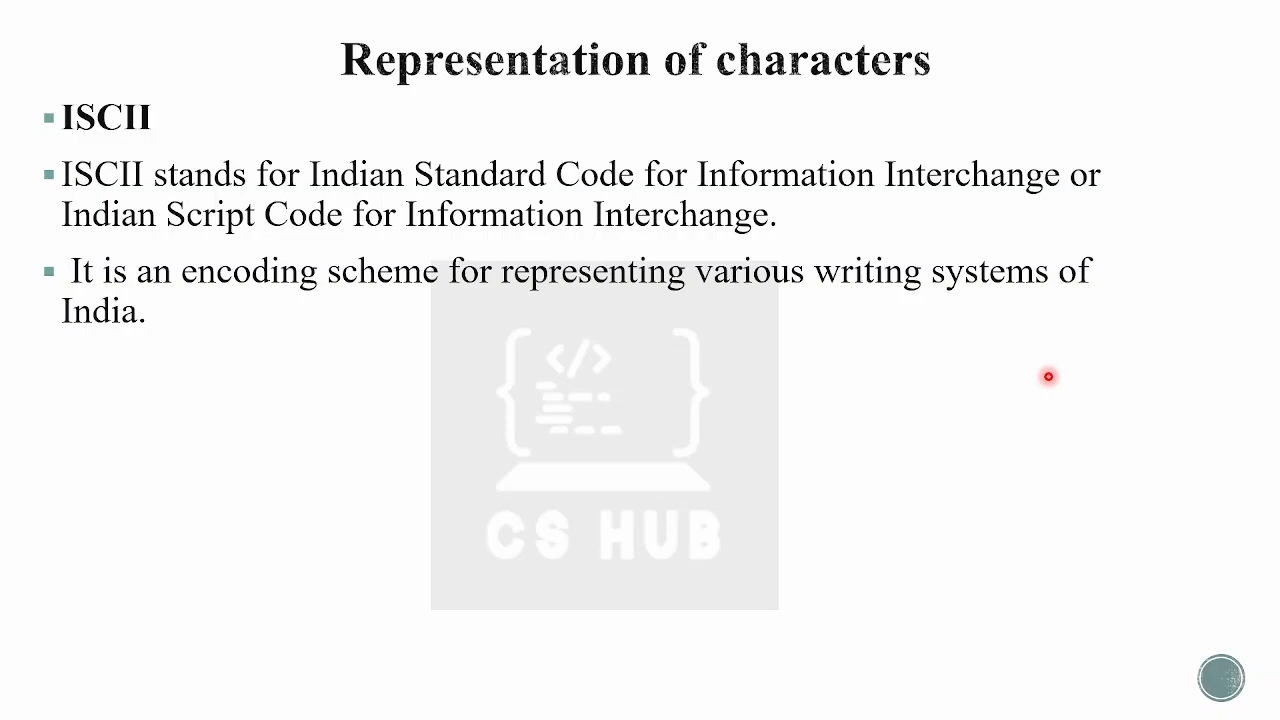 Representation of characters
ISCII
ISCII stands for Indian Standard Code for Information Interchange or
Indian Script Code for Information Interchange.
It is an encoding scheme for representing various writing systems of
India.
</>
CS HUB